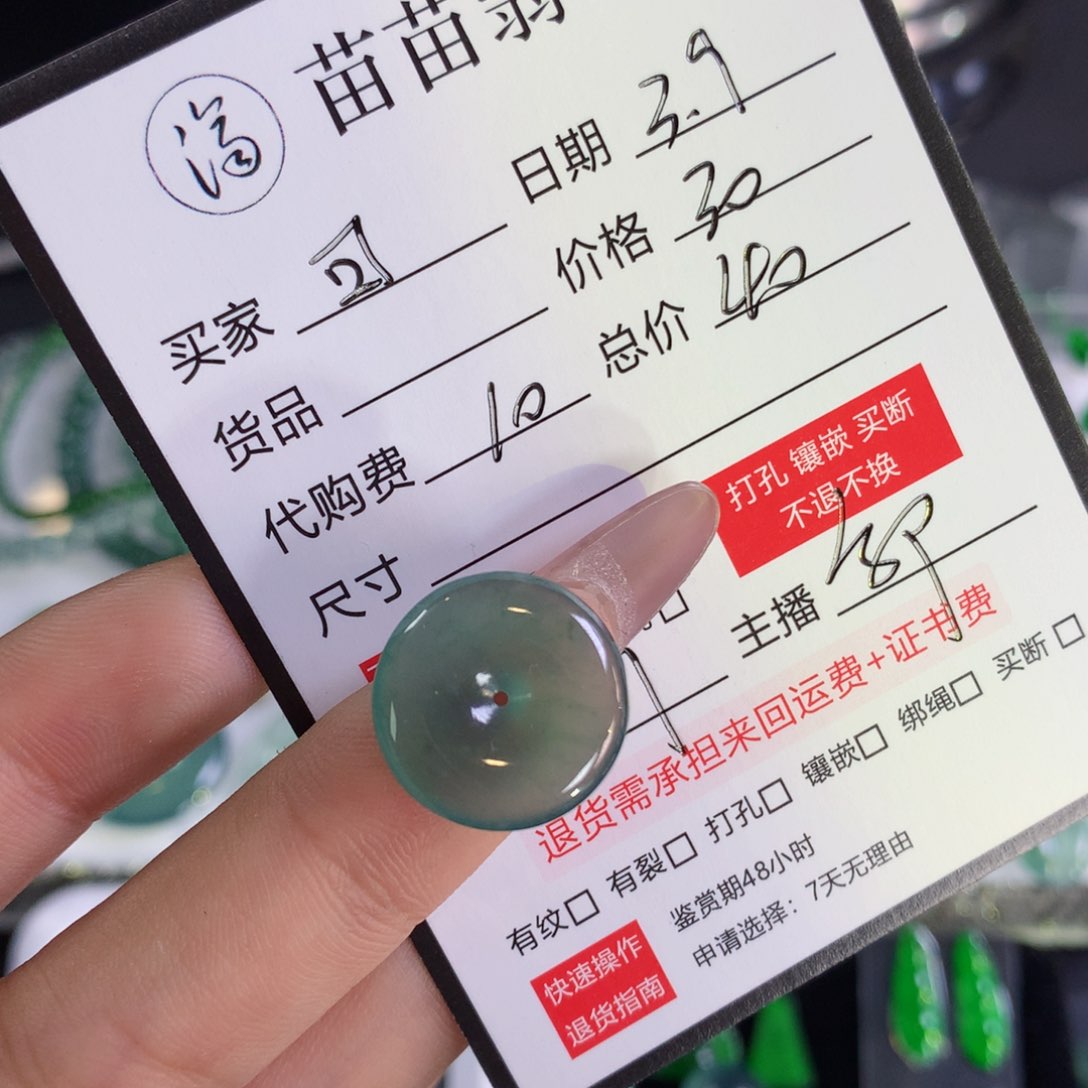 福
苗苗翡
日期 3.9
买家
价格 30
货品
总价 40
代购费 10
尺寸
打孔 镶嵌 买断
不退不换
主播
退货需承担来回运费+证书费
有纹□ 有裂□ 打孔□ 镶嵌□ 绑绳□ 买断□
鉴赏期48小时
申请选择：7天无理由
快速操作
退货指南